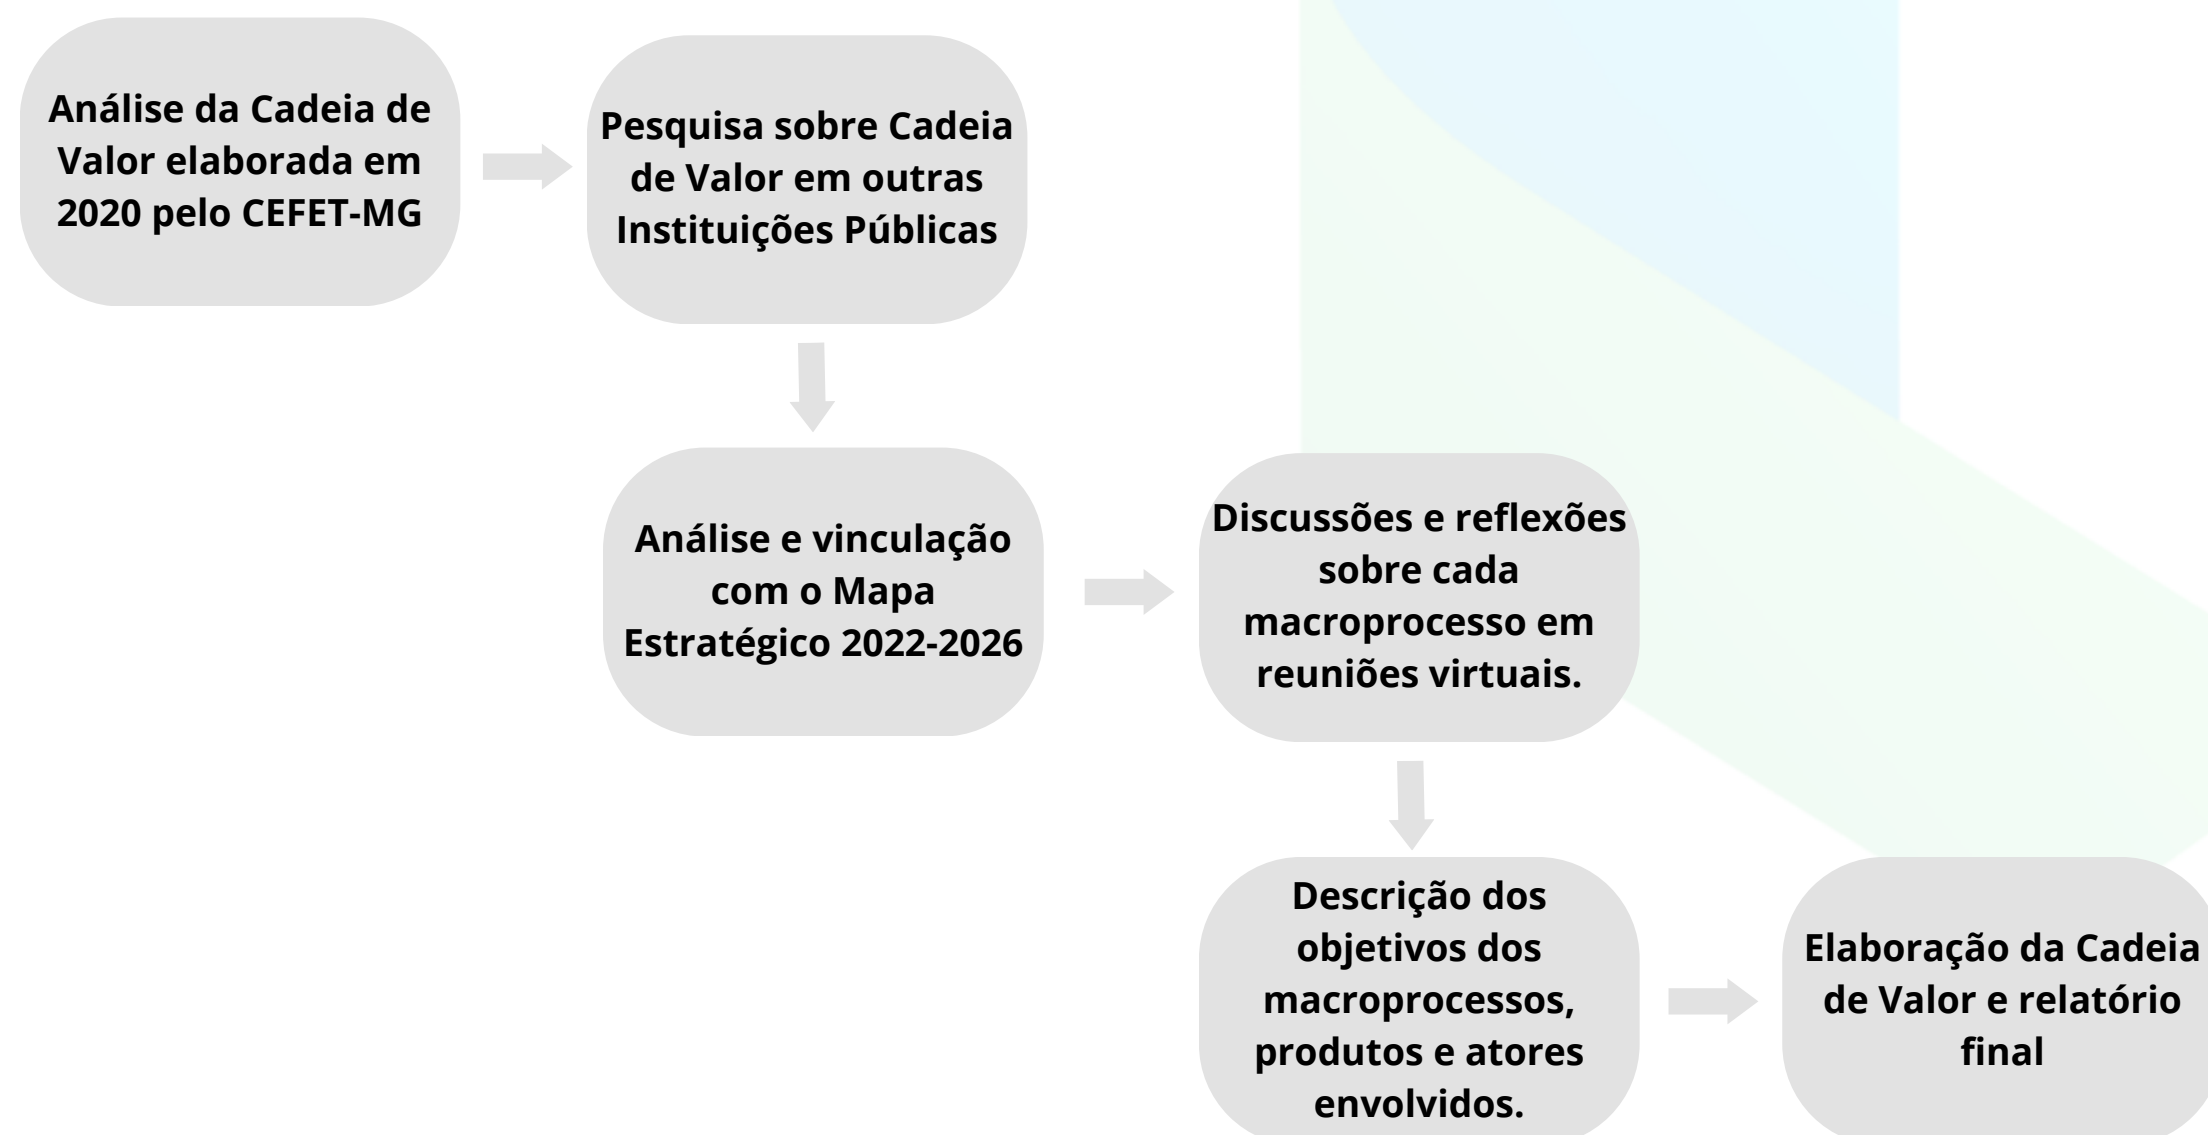 Análise da Cadeia de
Valor elaborada em
2020 pelo CEFET-MG
Pesquisa sobre Cadeia
de Valor em outras
Instituições Públicas
Análise e vinculação
com o Mapa
Estratégico 2022-2026
Discussões e reflexões
sobre cada
macroprocesso em
reuniões virtuais.
Descrição dos
objetivos dos
macroprocessos,
produtos e atores
envolvidos.
Elaboração da Cadeia
de Valor e relatório
final